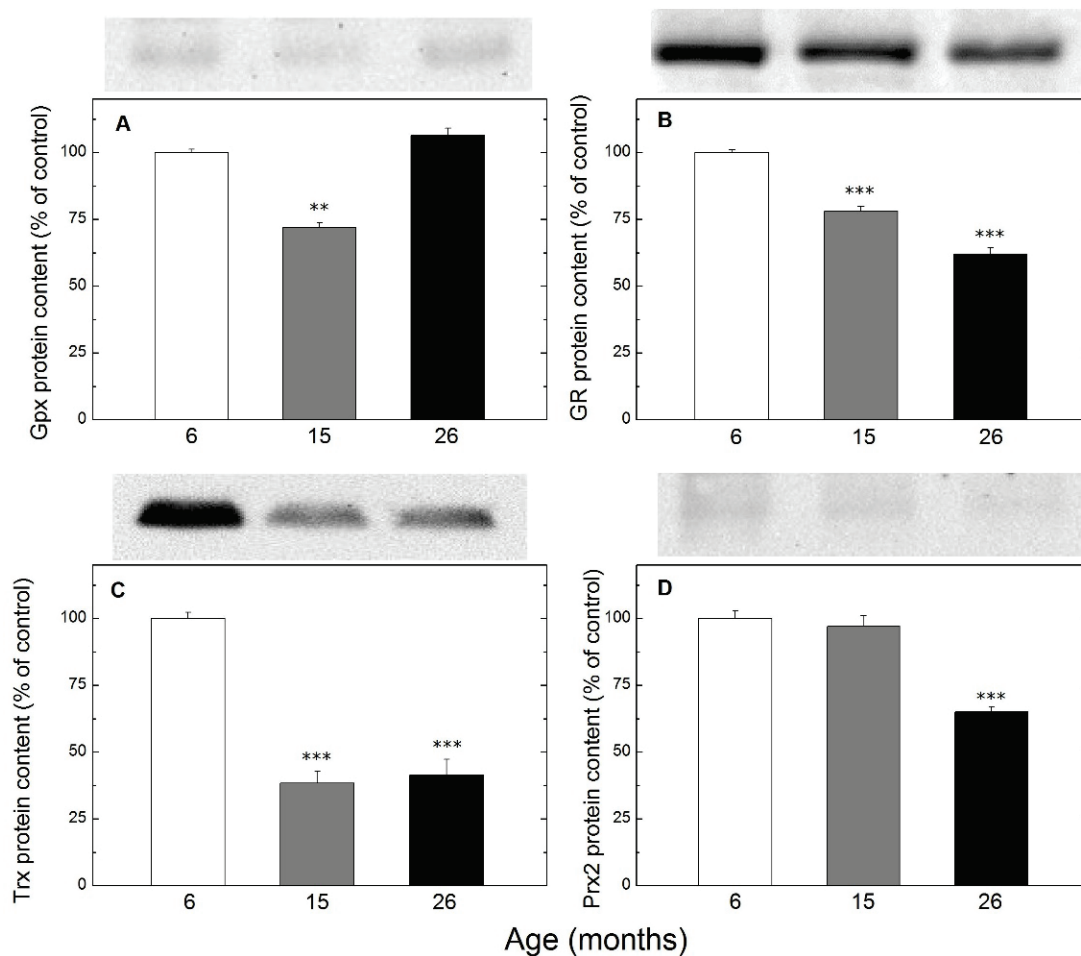 A
Gpx protein content (% of control)
100
75
50
25
0
**
6 15 26
B
GR protein content (% of control)
100
75
50
25
0
***
***
6 15 26
C
Trx protein content (% of control)
100
75
50
25
0
***
***
6 15 26
D
Prx2 protein content (% of control)
100
75
50
25
0
***
6 15 26
Age (months)